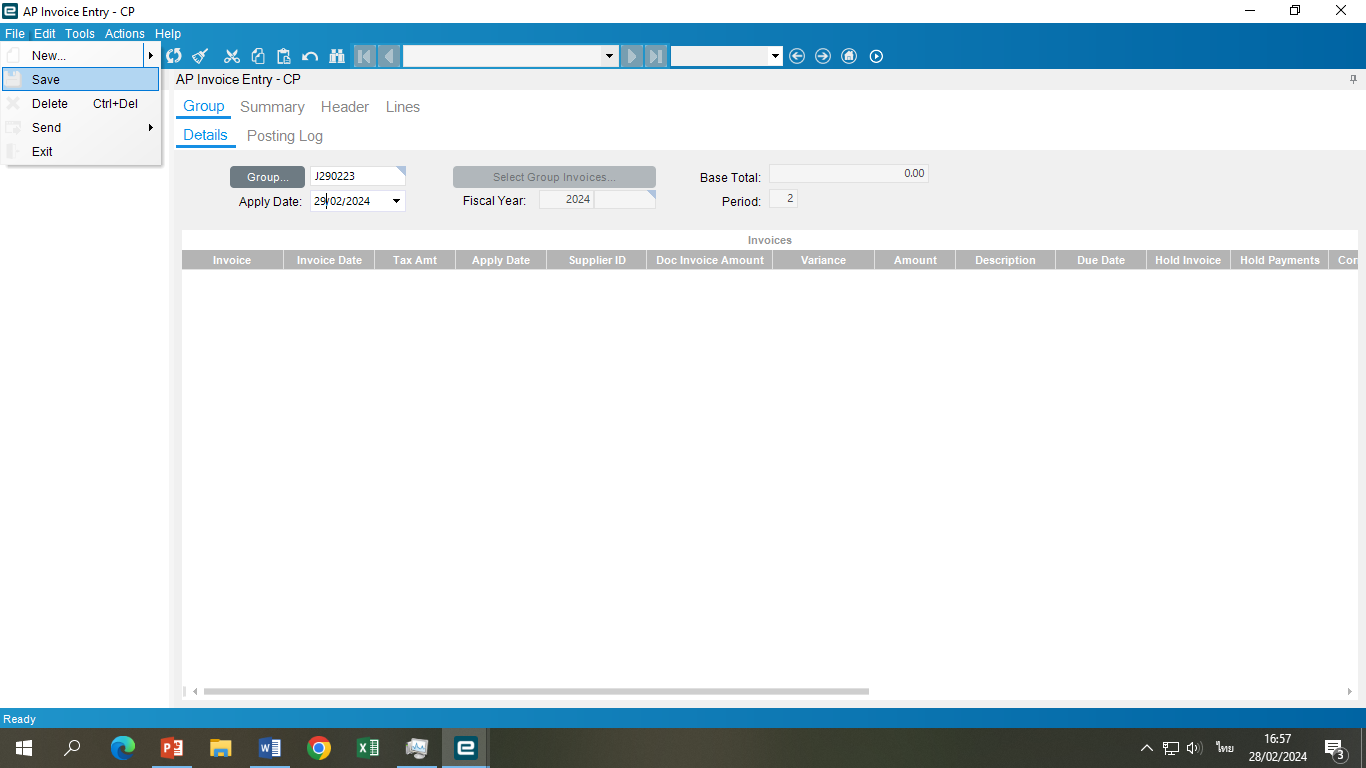 AP Invoice Entry - CP
File Edit Tools Actions Help
New...
Save
Delete Ctrl+Del
Send
Exit
AP Invoice Entry - CP
Group Summary Header Lines
Details Posting Log
Group... J290223 Select Group Invoices... Base Total: 0.00
Apply Date: 29/02/2024 Fiscal Year: 2024 Period: 2
Invoices
Invoice Invoice Date Tax Amt Apply Date Supplier ID Doc Invoice Amount Variance Amount Description Due Date Hold Invoice Hold Payments Cor
Ready
ไทย 16:57
28/02/2024 3